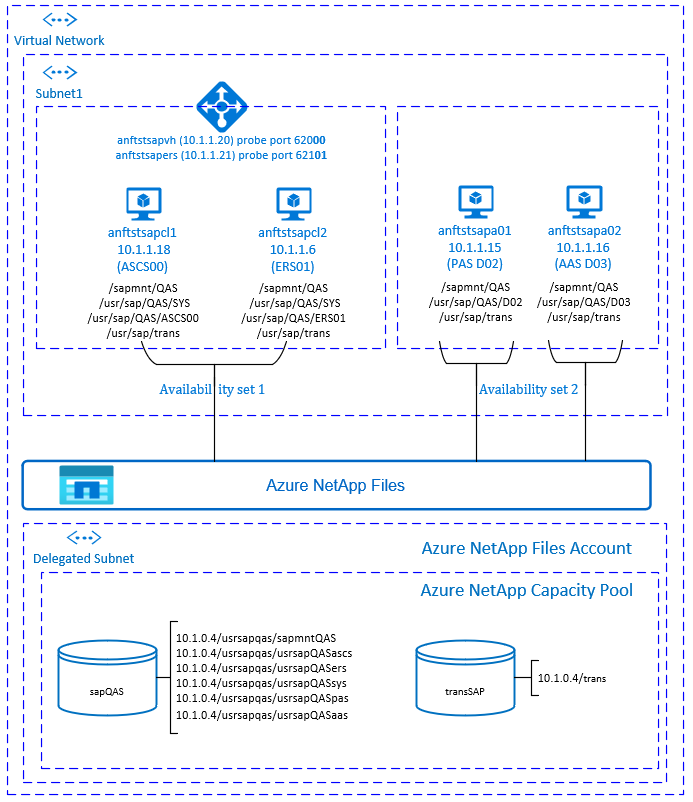 Virtual Network
Subnet1
anftstsapvh (10.1.1.20) probe port 62000
anftstsapers (10.1.1.21) probe port 62101
anftstsapcl1
10.1.1.18
(ASCS00)
/sapmnt/QAS
/usr/sap/QAS/SYS
/usr/sap/QAS/ASCS00
/usr/sap/trans
anftstsapcl2
10.1.1.6
(ERS01)
/sapmnt/QAS
/usr/sap/QAS/SYS
/usr/sap/QAS/ERS01
/usr/sap/trans
Availability set 1
anftstsapa01
10.1.1.15
(PAS D02)
/sapmnt/QAS
/usr/sap/QAS/D02
/usr/sap/trans
anftstsapa02
10.1.1.16
(AAS D03)
/sapmnt/QAS
/usr/sap/QAS/D03
/usr/sap/trans
Availability set 2
Azure NetApp Files
Delegated Subnet
Azure NetApp Files Account
Azure NetApp Capacity Pool
sapQAS
10.1.0.4/usrsapqas/sapmntQAS
10.1.0.4/usrsapqas/usrsapQASascs
10.1.0.4/usrsapqas/usrsapQASers
10.1.0.4/usrsapqas/usrsapQASsys
10.1.0.4/usrsapqas/usrsapQASpas
10.1.0.4/usrsapqas/usrsapQASaas
transSAP
10.1.0.4/trans